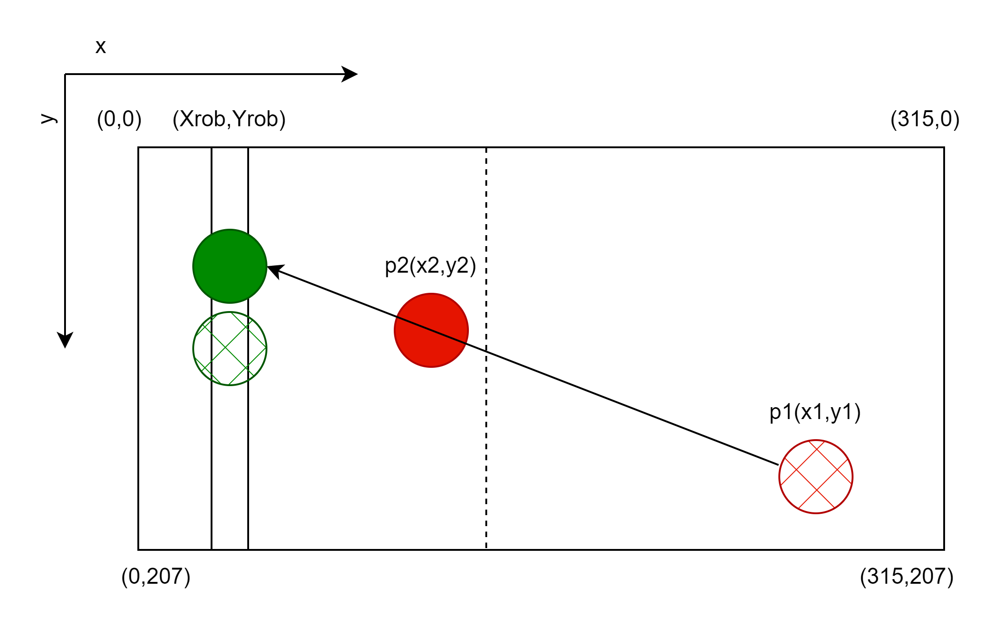 x
y
(0,0)
(Xrob,Yrob)
(315,0)
p2(x2,y2)
p1(x1,y1)
(0,207)
(315,207)